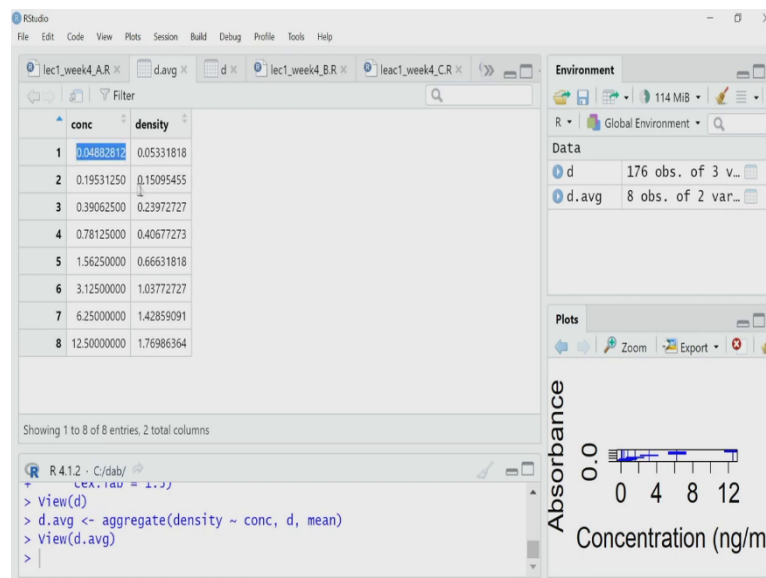 RStudio
File Edit Code View Plots Session Build Debug Profile Tools Help
lec1_week4_A.R × d.avg × d × lec1_week4_B.R × leac1_week4_C.R ×
Filter
conc density
1 0.04882812 0.05331818
2 0.19531250 0.15095455
3 0.39062500 0.23972727
4 0.78125000 0.40677273
5 1.56250000 0.66631818
6 3.12500000 1.03772727
7 6.25000000 1.42859091
8 12.50000000 1.76986364
Showing 1 to 8 of 8 entries, 2 total columns
R 4.1.2 · C:/dab/
+ cex.lab = 1.5)
> View(d)
> d.avg <- aggregate(density ~ conc, d, mean)
> View(d.avg)
>
Environment
114 MiB
R Global Environment
Data
d 176 obs. of 3 v…
d.avg 8 obs. of 2 var…
Plots
Zoom Export
Absorbance
0.0
0 4 8 12
Concentration (ng/m